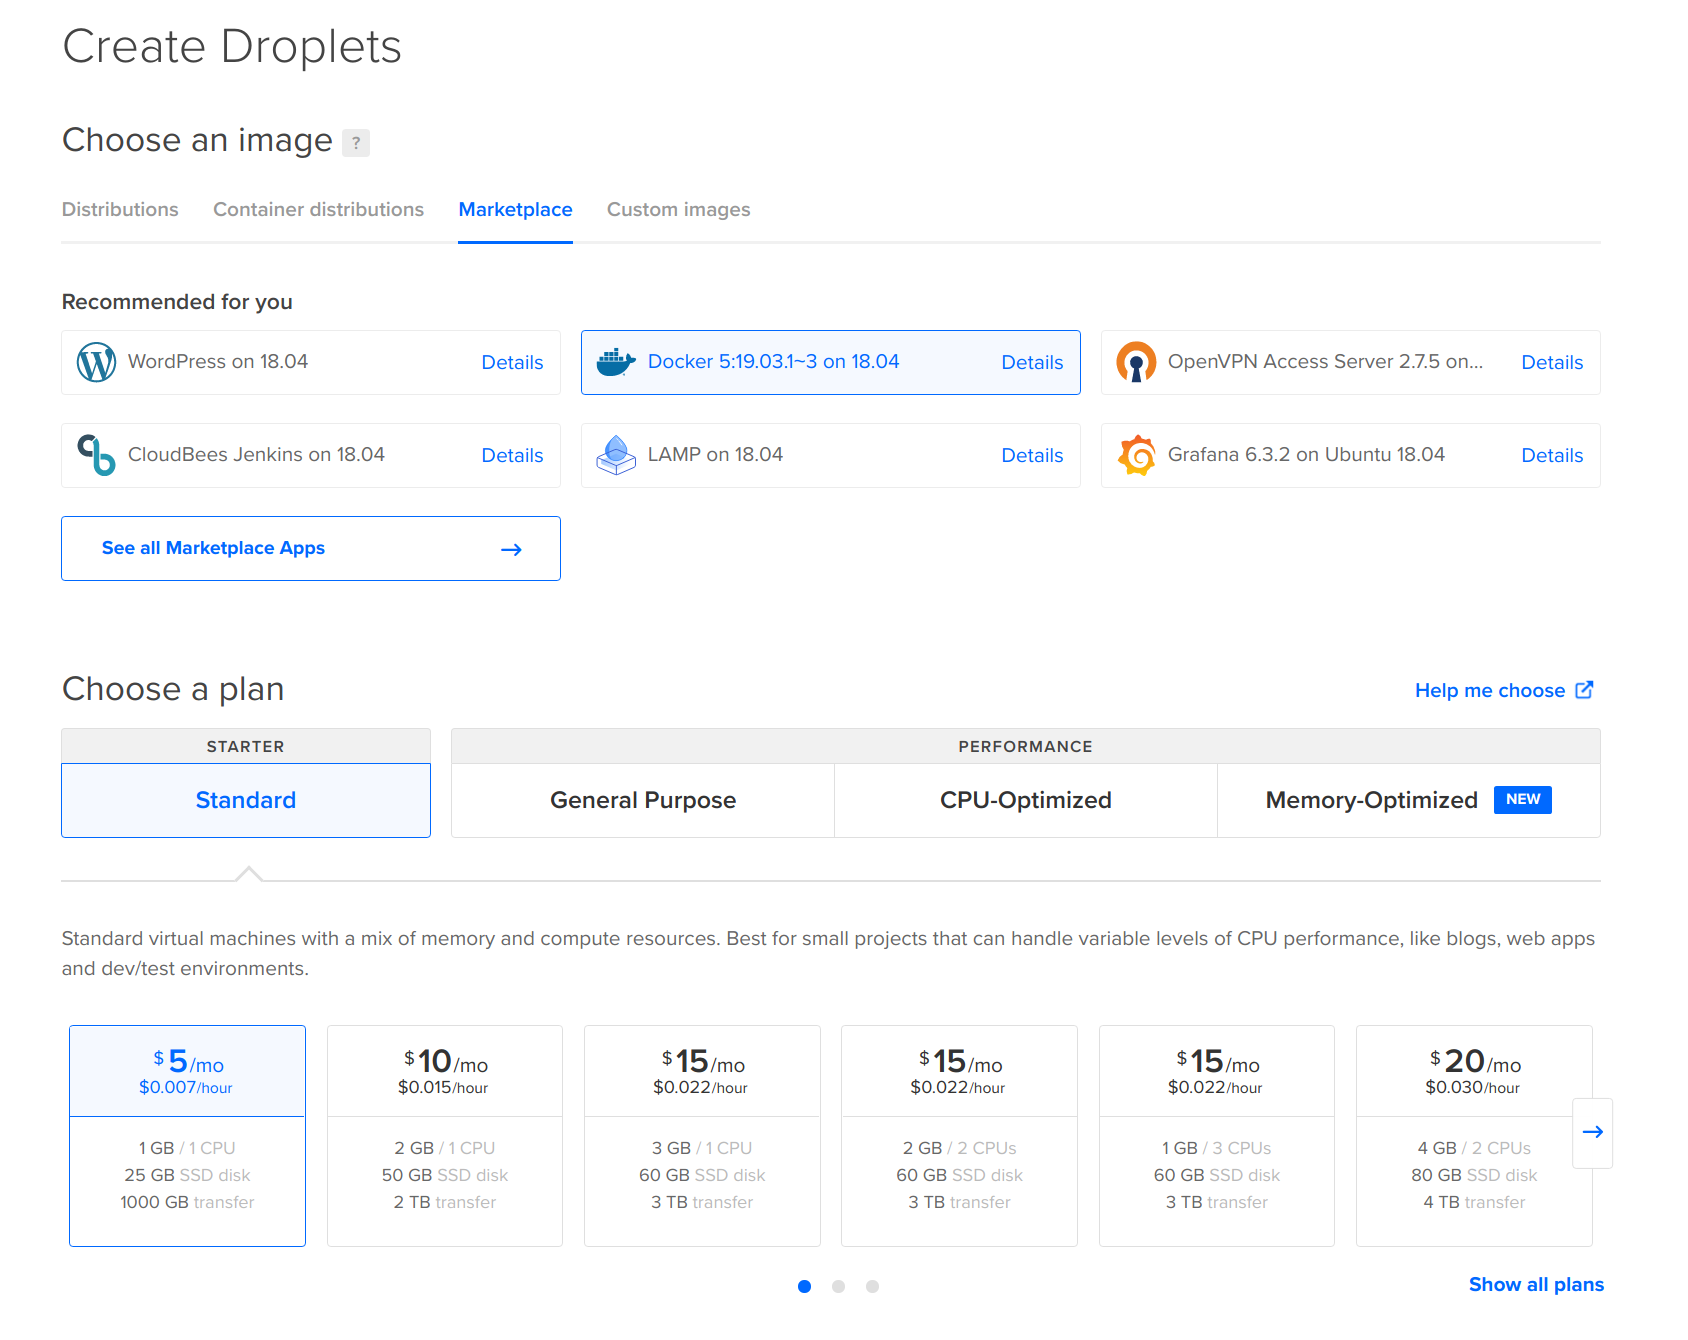 Create Droplets
Choose an image ?
Distributions Container distributions Marketplace Custom images
Recommended for you
WordPress on 18.04 Details
Docker 5:19.03.1~3 on 18.04 Details
OpenVPN Access Server 2.7.5 on... Details
CloudBees Jenkins on 18.04 Details
LAMP on 18.04 Details
Grafana 6.3.2 on Ubuntu 18.04 Details
See all Marketplace Apps
Choose a plan Help me choose
STARTER PERFORMANCE
Standard General Purpose CPU-Optimized Memory-Optimized NEW
Standard virtual machines with a mix of memory and compute resources. Best for small projects that can handle variable levels of CPU performance, like blogs, web apps
and dev/test environments.
$5/mo
$0.007/hour
1 GB / 1 CPU
25 GB SSD disk
1000 GB transfer
$10/mo
$0.015/hour
2 GB / 1 CPU
50 GB SSD disk
2 TB transfer
$15/mo
$0.022/hour
3 GB / 1 CPU
60 GB SSD disk
3 TB transfer
$15/mo
$0.022/hour
2 GB / 2 CPUs
60 GB SSD disk
3 TB transfer
$15/mo
$0.022/hour
1 GB / 3 CPUs
60 GB SSD disk
3 TB transfer
$20/mo
$0.030/hour
4 GB / 2 CPUs
80 GB SSD disk
4 TB transfer
Show all plans